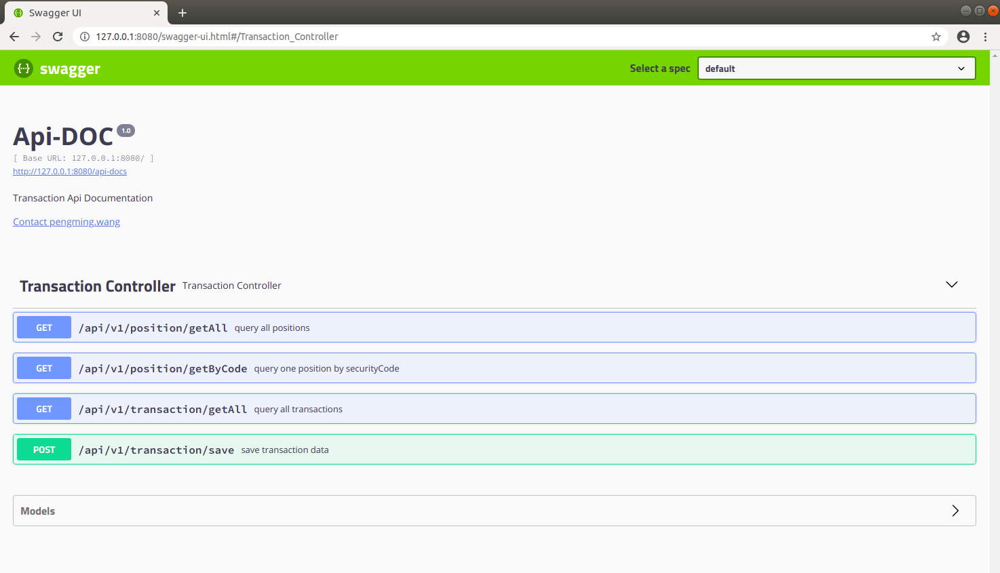 Swagger UI
127.0.0.1:8080/swagger-ui.html#/Transaction_Controller
{··} swagger
Select a spec
default
Api-DOC 1.0
[ Base URL: 127.0.0.1:8080/ ]
http://127.0.0.1:8080/api-docs
Transaction Api Documentation
Contact pengming.wang
Transaction Controller Transaction Controller
GET /api/v1/position/getAll query all positions
GET /api/v1/position/getByCode query one position by securityCode
GET /api/v1/transaction/getAll query all transactions
POST /api/v1/transaction/save save transaction data
Models